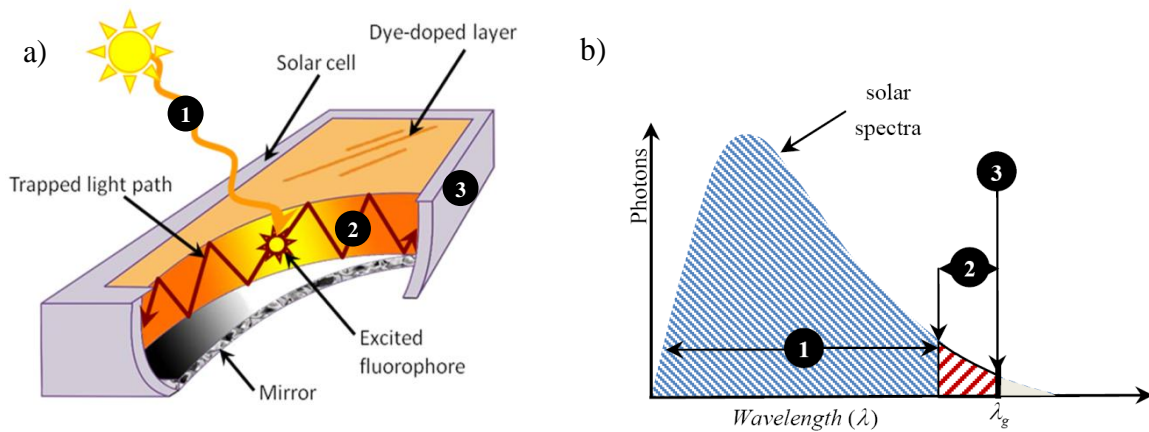 a)
Dye-doped layer
Solar cell
1
Trapped light path
3
2
Excited
fluorophore
Mirror
b)
solar
spectra
Photons
3
2
1
Wavelength (λ)
λg